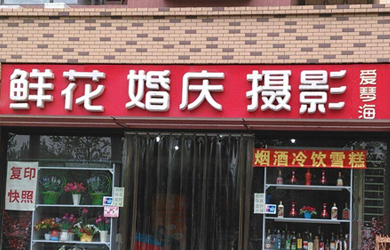 鲜花 婚庆 摄影
爱琴海
烟酒冷饮雪糕
复印
快照